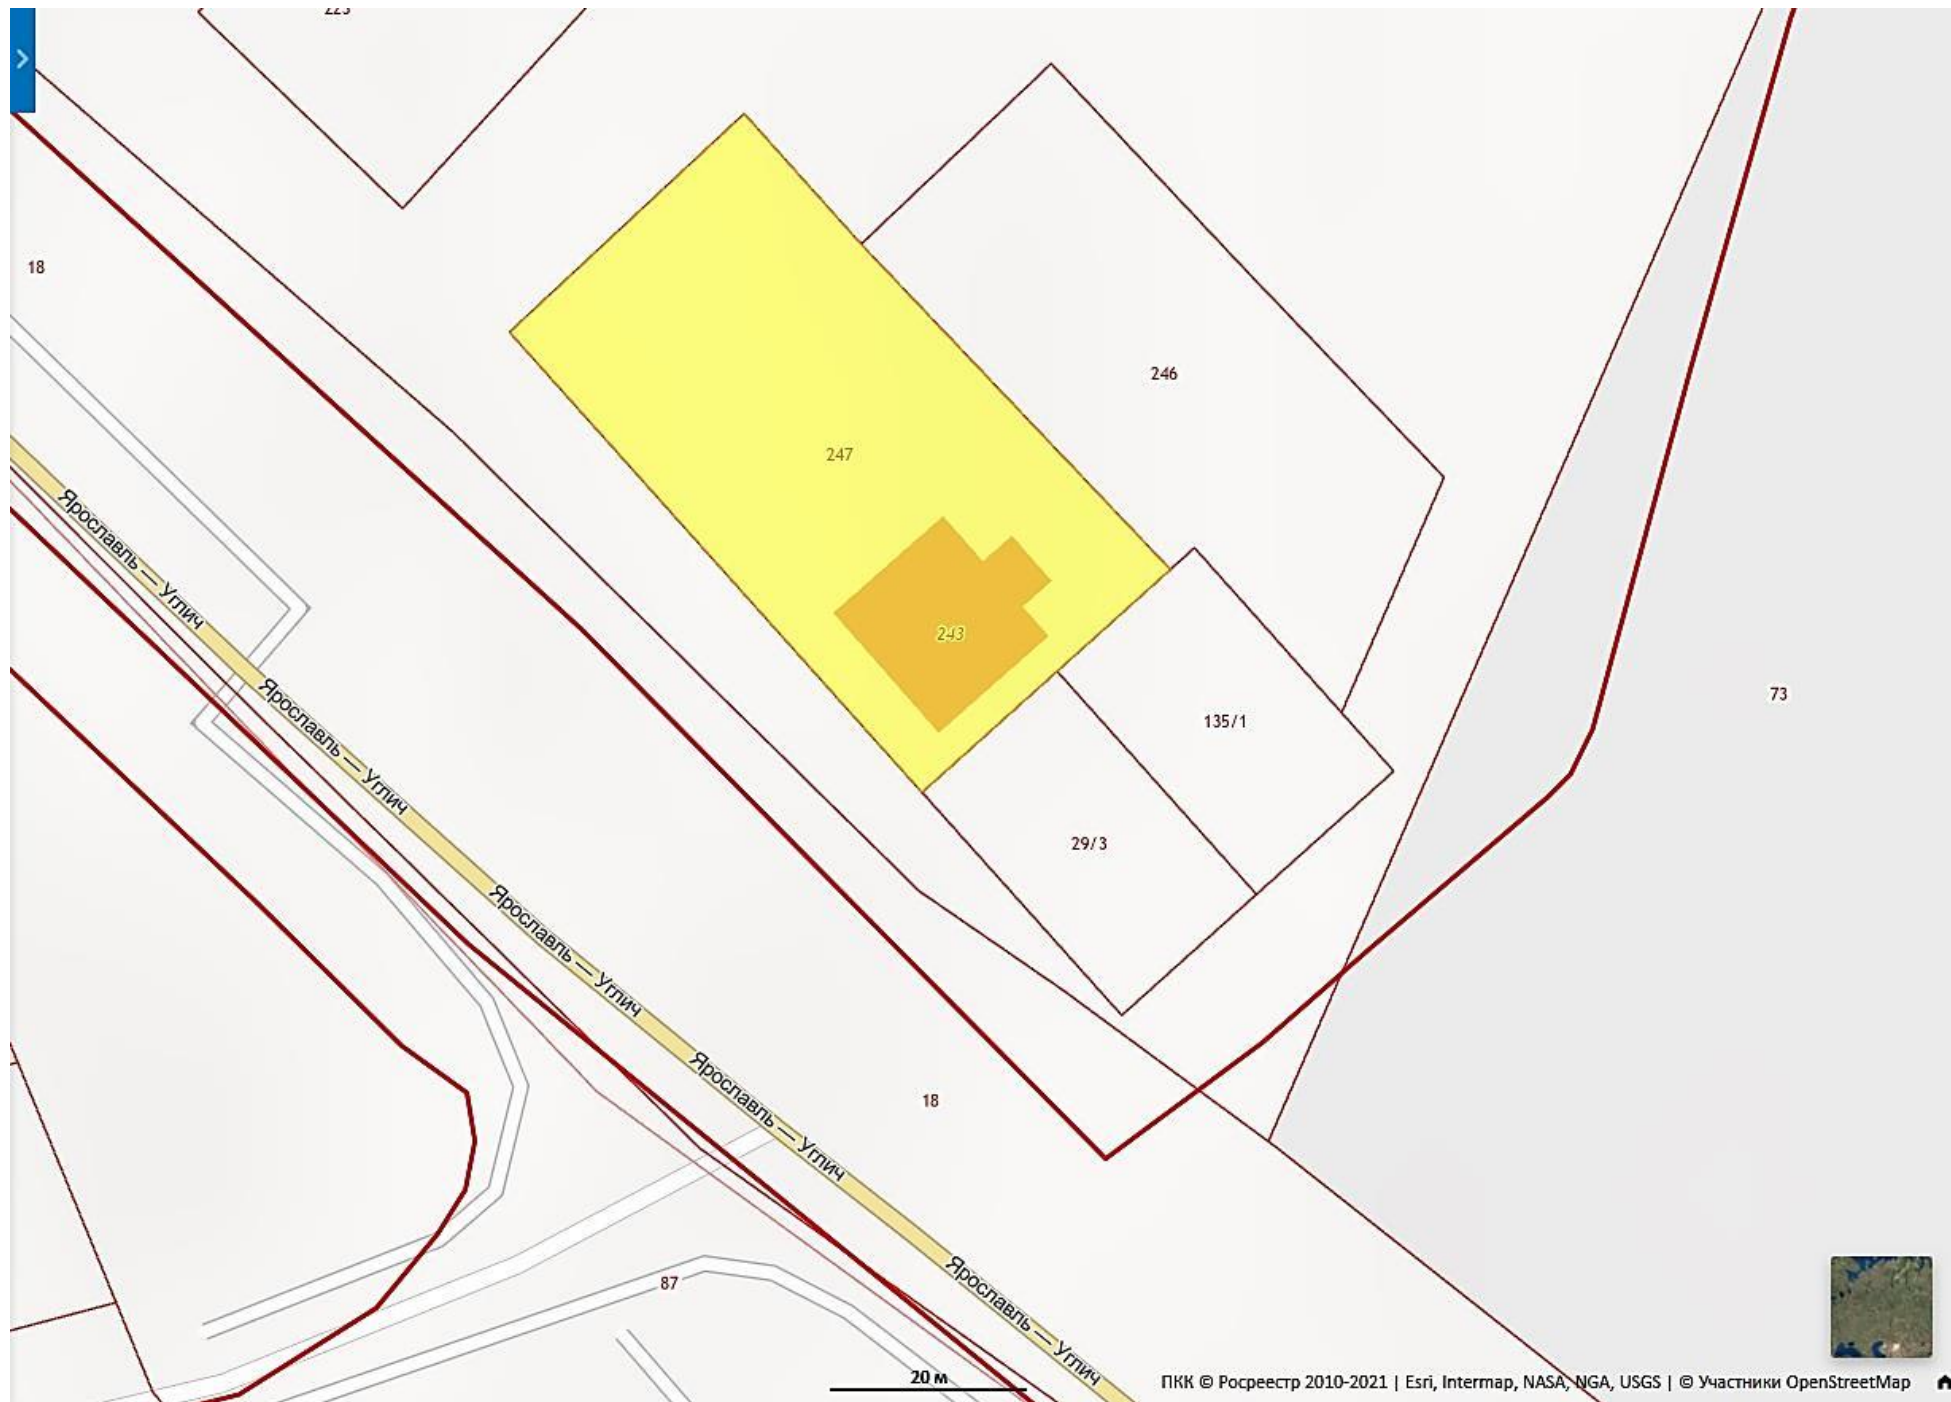 18
246
247
243
Ярославль — Углич
Ярославль — Углич
135/1
73
29/3
Ярославль — Углич
Ярославль — Углич
18
87
Ярославль — Углич
20 м
ПКК © Росреестр 2010-2021 | Esri, Intermap, NASA, NGA, USGS | © Участники OpenStreetMap